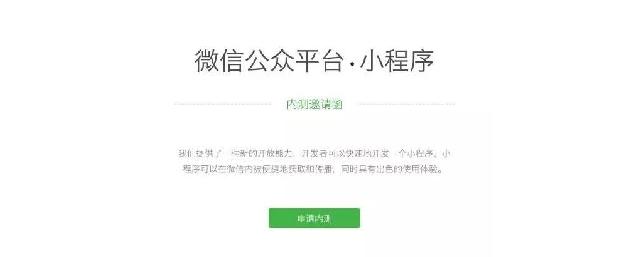 微信公众平台·小程序
内测邀请函
我们提供了一种新的开放能力，开发者可以快速地开发一个小程序。小
程序可以在微信内被便捷地获取和传播，同时具有出色的使用体验。
申请内测